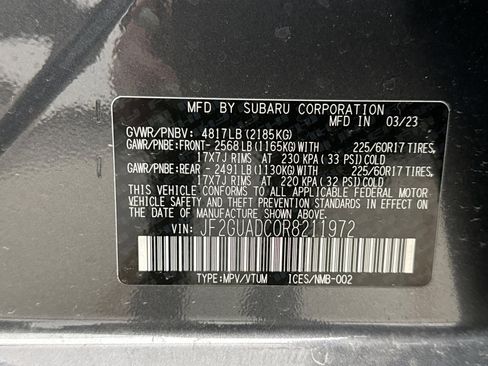 MFD BY SUBARU CORPORATION
MFD IN 03/23
GVWR/PNBV: 4817LB (2185KG)
GAWR/PNBE:FRONT- 2568 LB(1165KG)WITH 225/60R17 TIRES,
17X7J RIMS AT 230 KPA ( 33 PSI) COLD
GAWR/PNBE:REAR - 2491 LB(1130KG)WITH 225/60R17 TIRES,
17X7J RIMS AT 220 KPA ( 32 PSI) COLD
THIS VEHICLE CONFORMS TO ALL APPLICABLE FEDERAL MOTOR
VEHICLE SAFETY AND THEFT PREVENTION STANDARDS IN EFFECT
ON THE DATE OF MANUFACTURE SHOWN ABOVE.
VIN: JF2GUADC0R8211972
TYPE:MPV/VTUM ICES/NMB-002